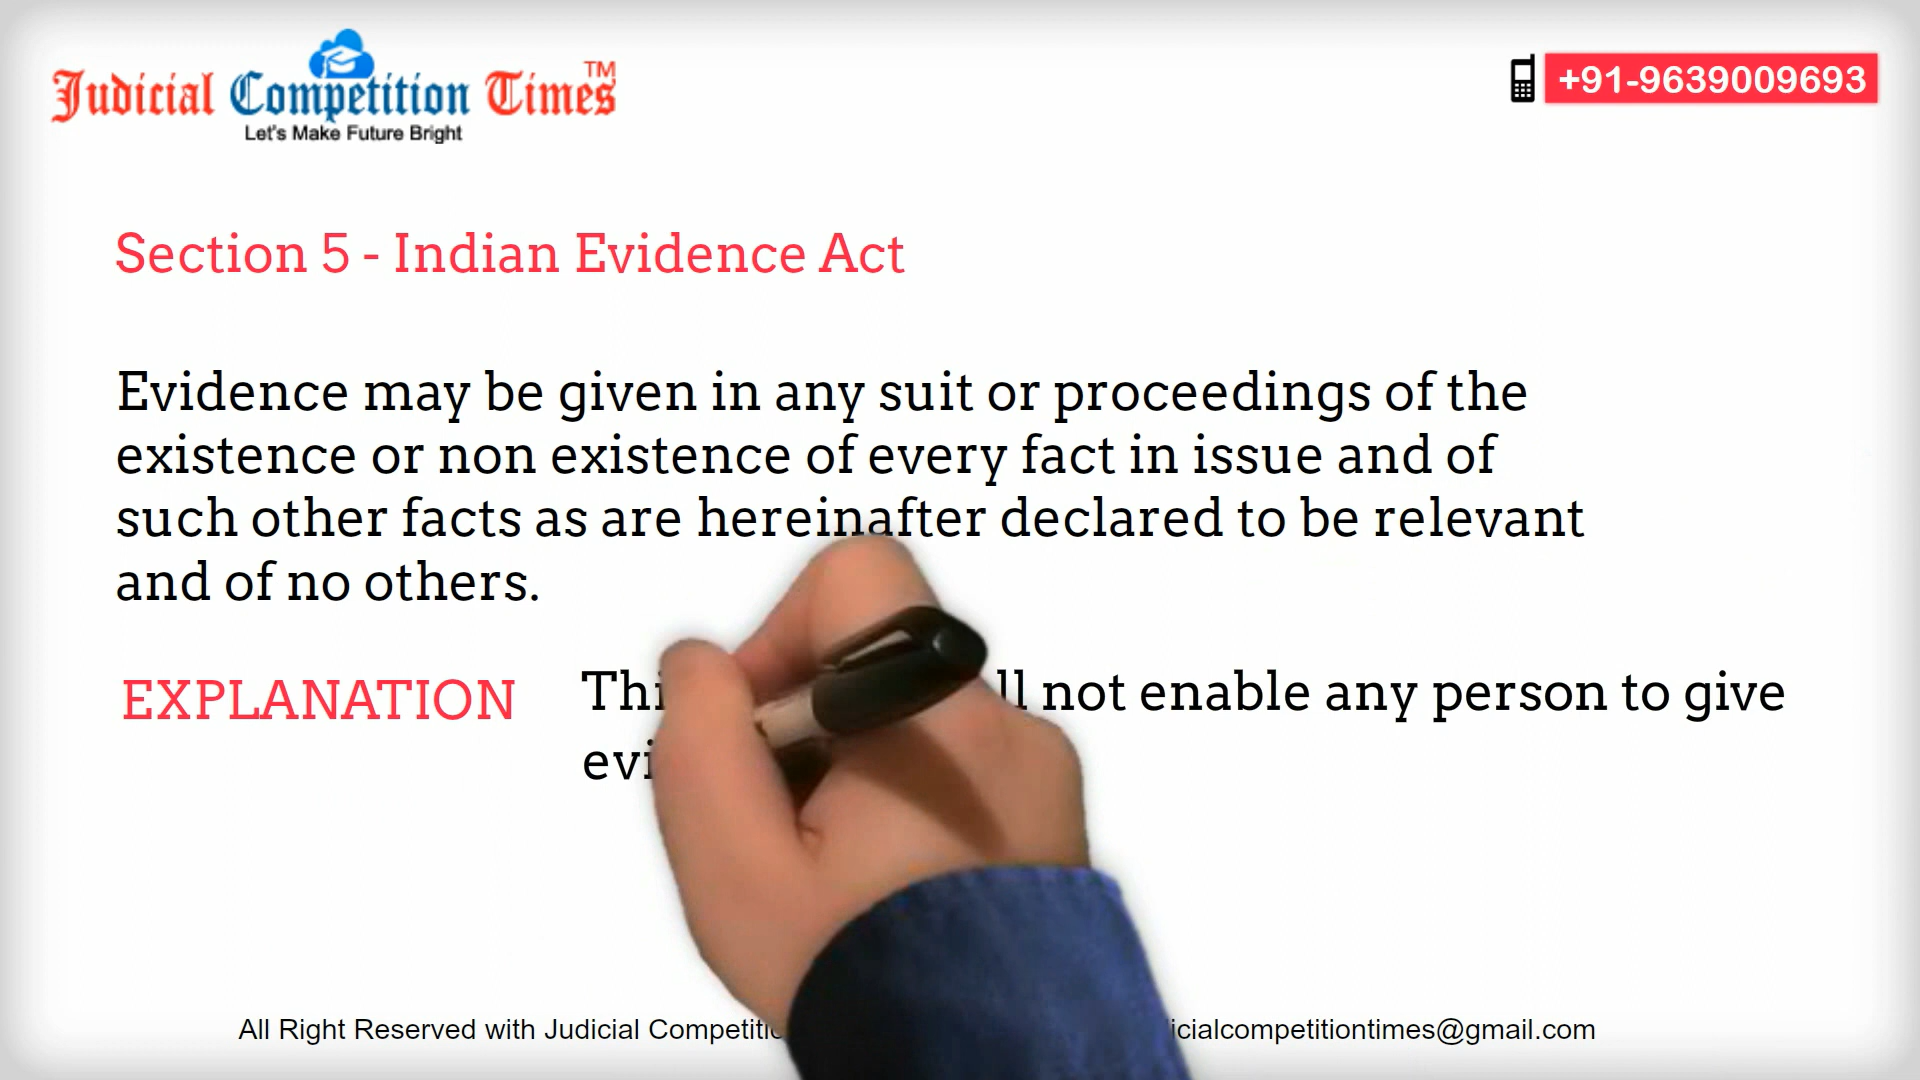 Judicial Competition Times TM
Let's Make Future Bright
+91-9639009693
Section 5 - Indian Evidence Act
Evidence may be given in any suit or proceedings of the
existence or non existence of every fact in issue and of
such other facts as are hereinafter declared to be relevant
and of no others.
EXPLANATION
not enable any person to give
All Right Reserved with Judicial